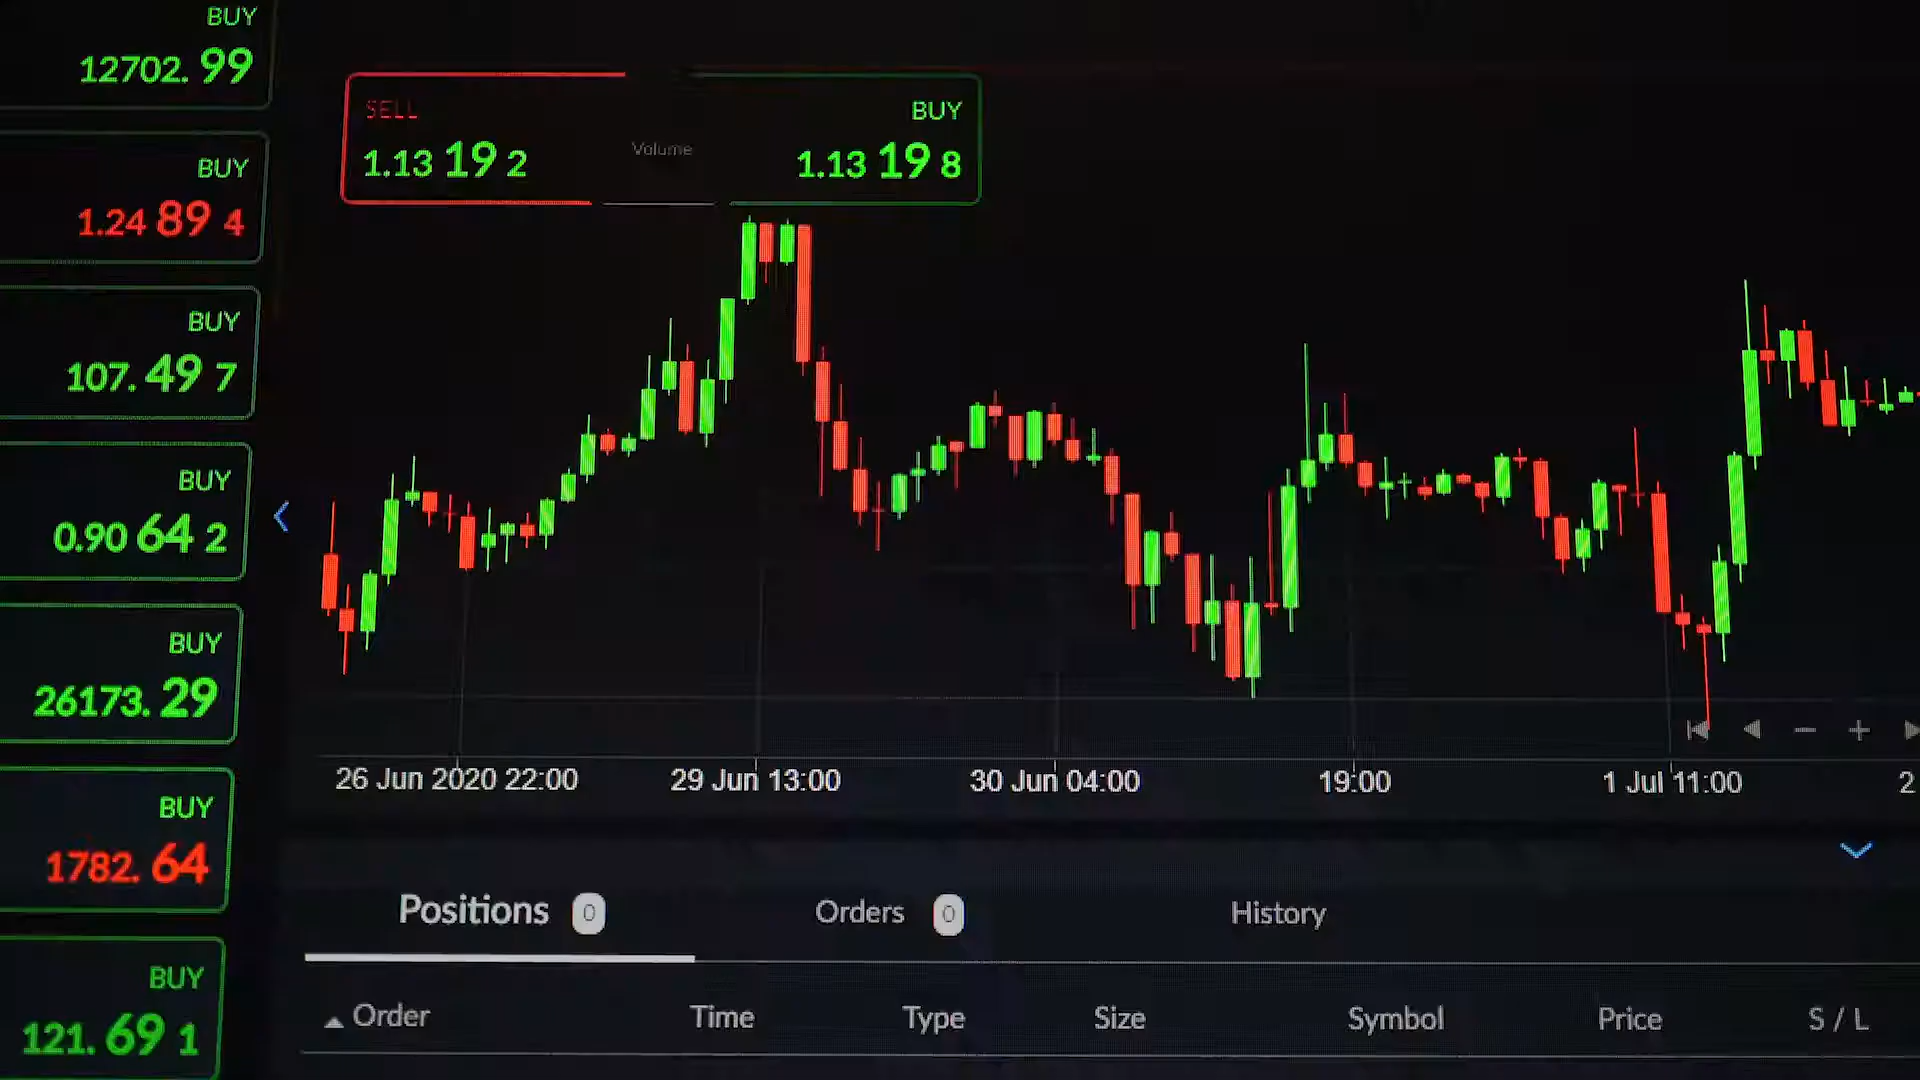 BUY
12702. 99
BUY
1.24 89 4
BUY
107. 49 7
BUY
0.90 64 2
BUY
26173. 29
BUY
1782. 64
BUY
121. 69 1
SELL
1.13 19 2
Volume
BUY
1.13 19 8
26 Jun 2020 22:00
29 Jun 13:00
30 Jun 04:00
19:00
1 Jul 11:00
2
Positions 0
Orders 0
History
Order
Time
Type
Size
Symbol
Price
S / L